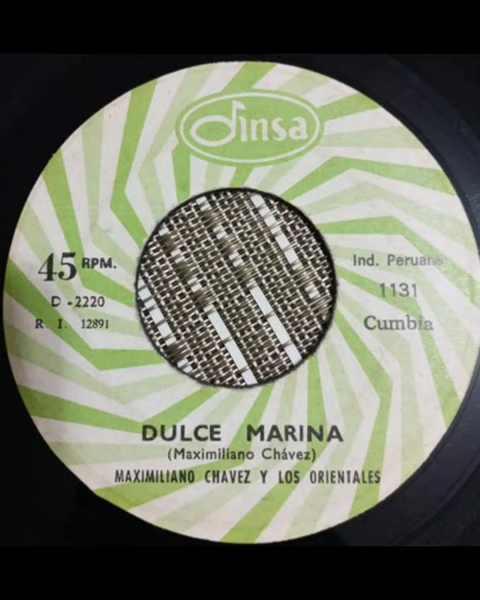 dinsa
45 RPM.
D - 2220
R. I. 12891
Ind. Peruana
1131
Cumbia
DULCE MARINA
(Maximiliano Chávez)
MAXIMILIANO CHAVEZ Y LOS ORIENTALES